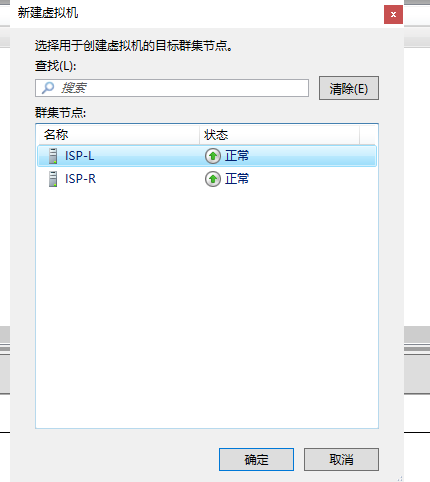 新建虚拟机
x
选择用于创建虚拟机的目标群集节点。
查找(L):
搜索
清除(E)
群集节点:
名称 状态
ISP-L 正常
ISP-R 正常
确定 取消